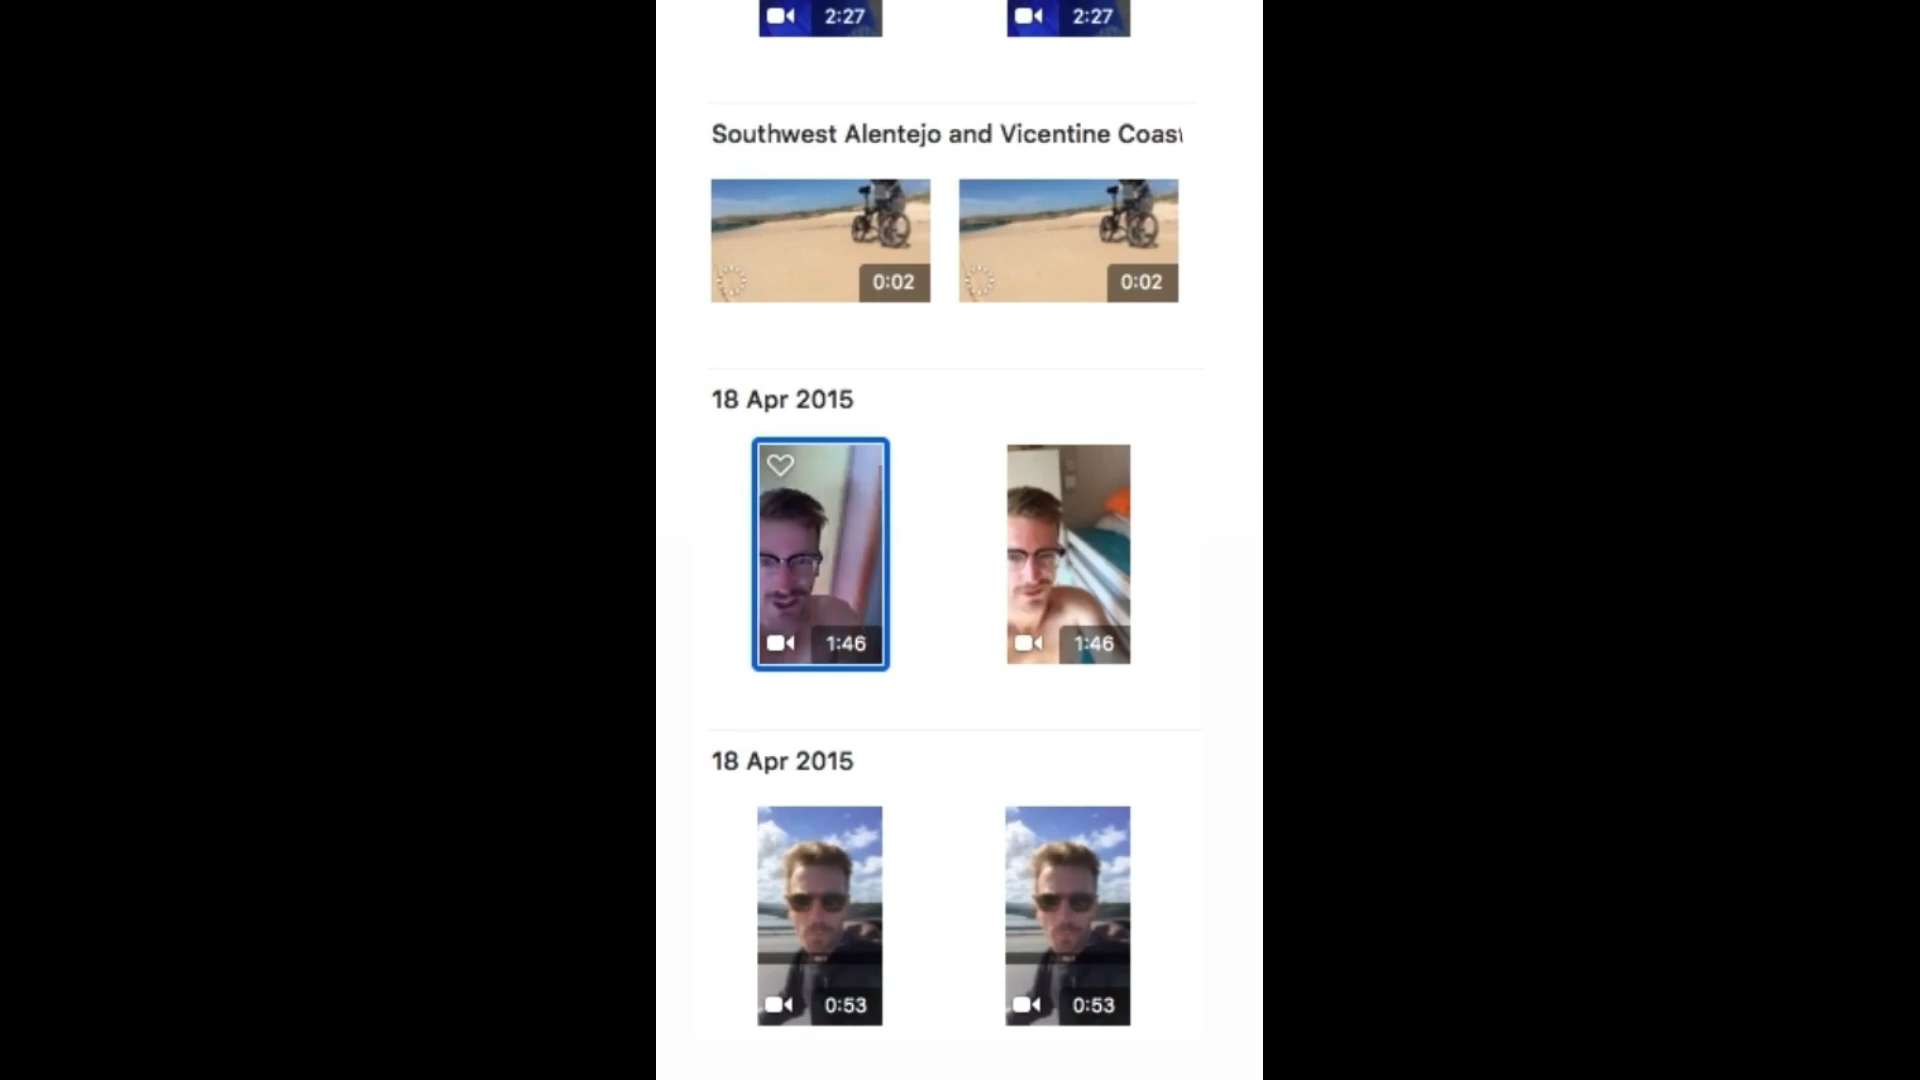 2:27 2:27
Southwest Alentejo and Vicentine Coast
0:02 0:02
18 Apr 2015
1:46 1:46
18 Apr 2015
0:53 0:53